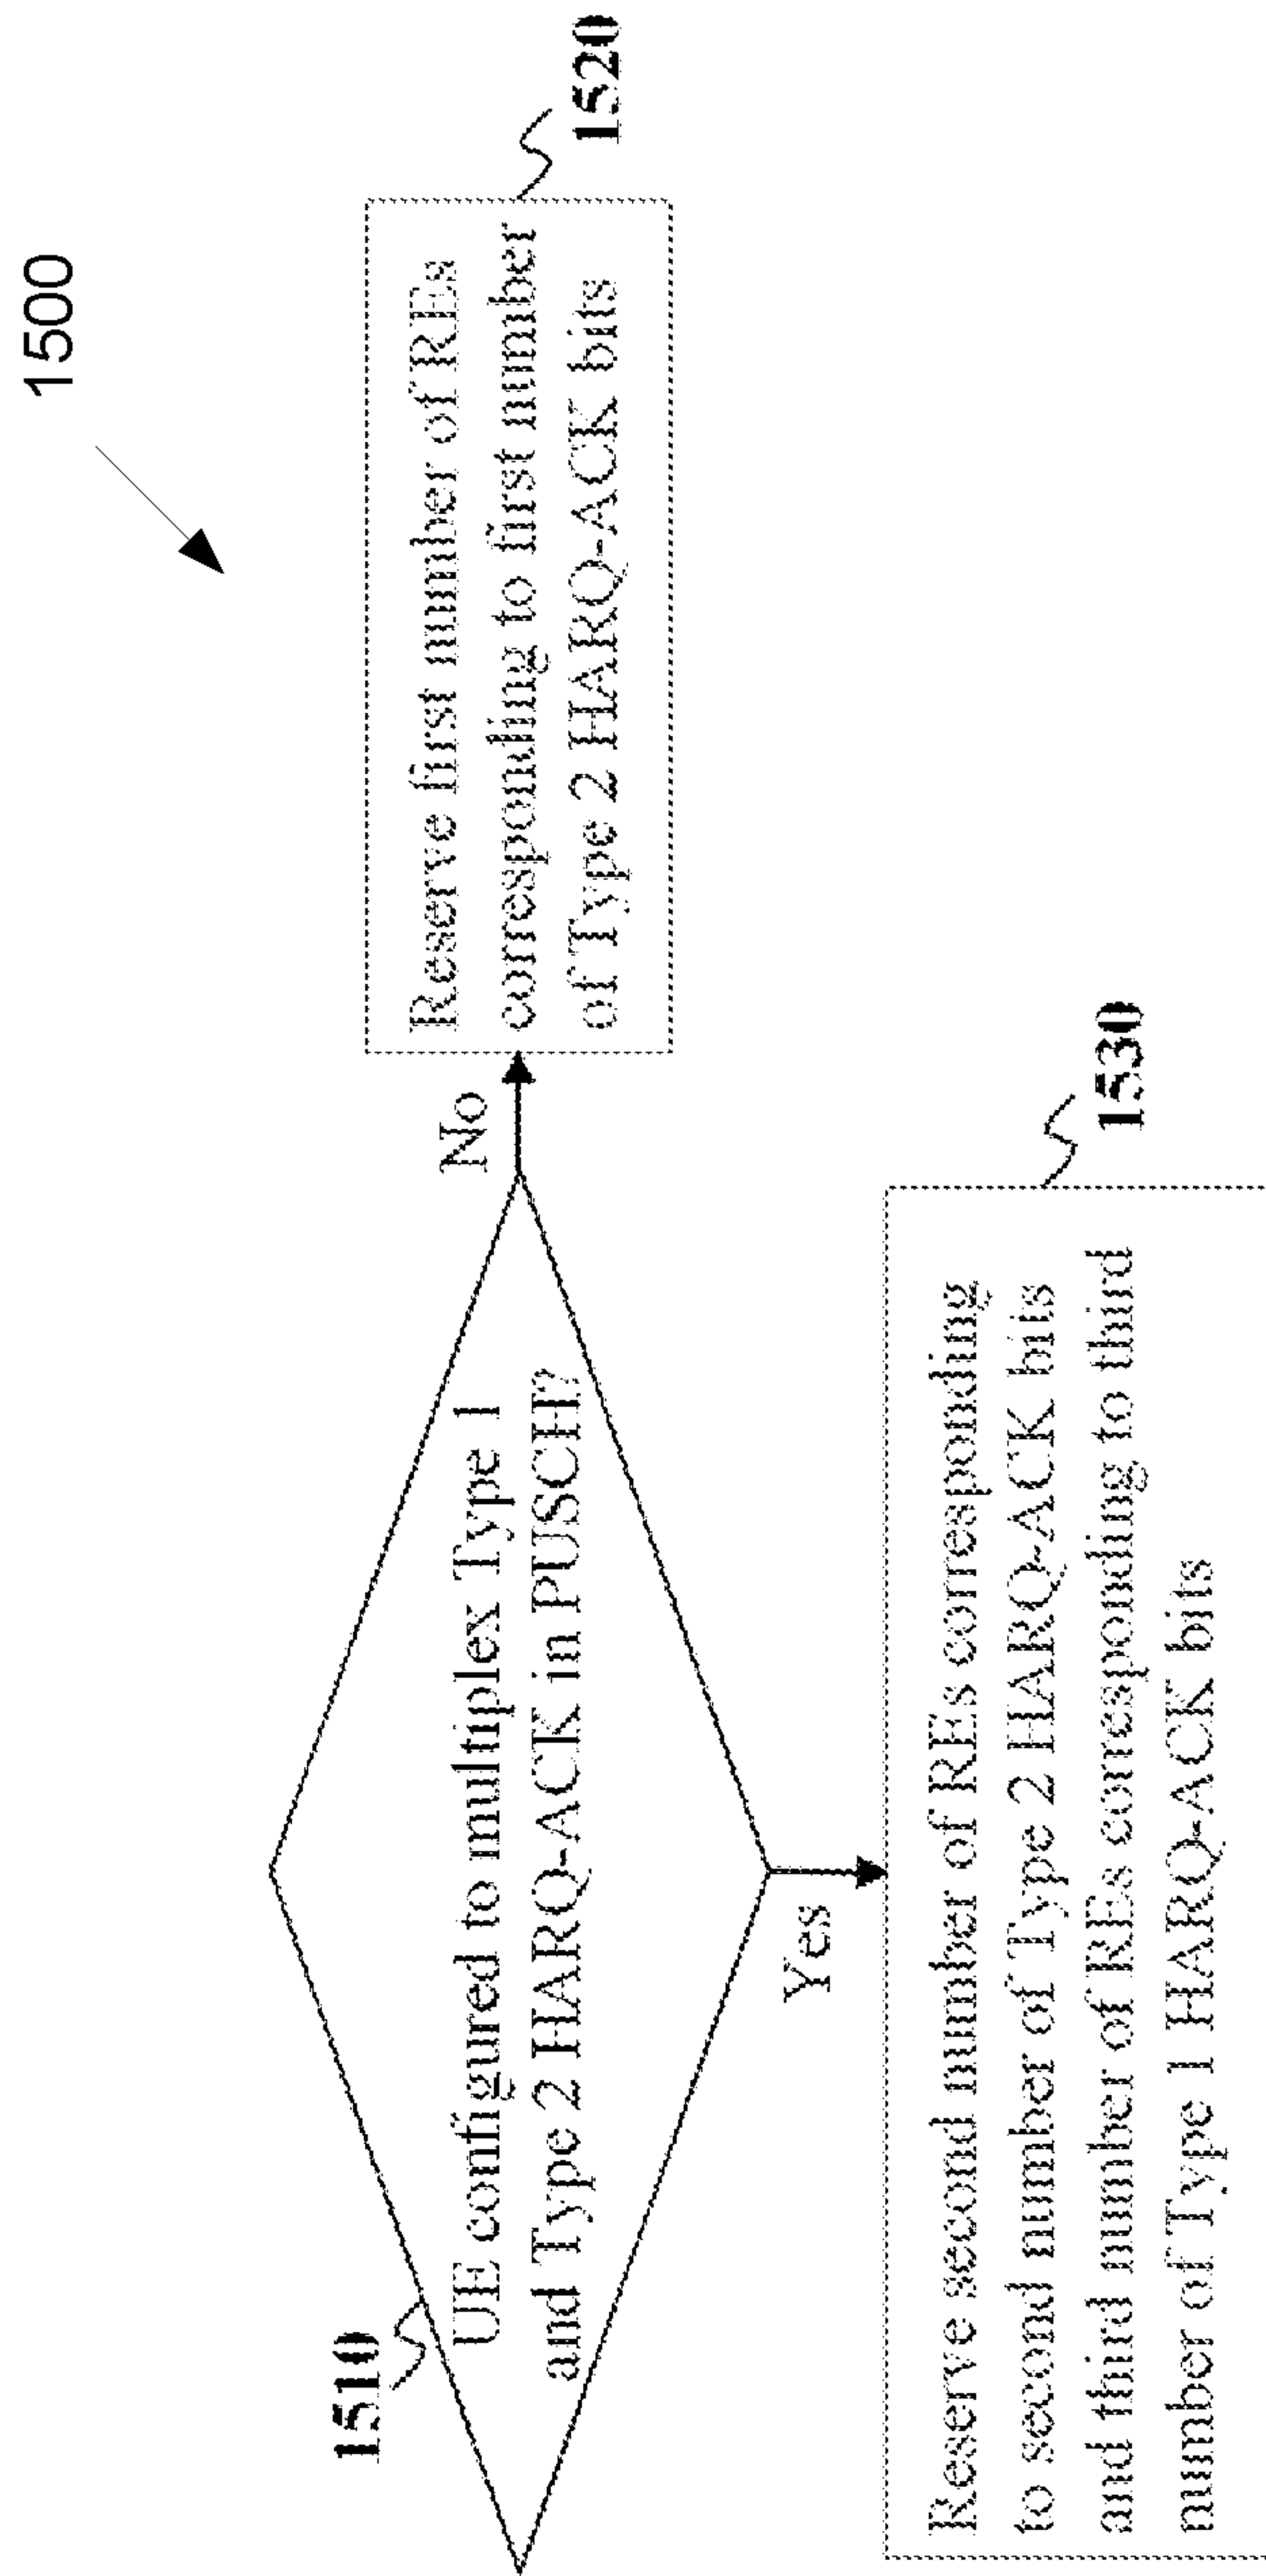 1500
1510
UE configured to multiplex Type 1
and Type 2 HARQ-ACK in PUSCH?
No
Reserve first number of REs
corresponding to first number
of Type 2 HARQ-ACK bits
1520
Yes
Reserve second number of REs corresponding
to second number of Type 2 HARQ-ACK bits
and third number of REs corresponding to third
number of Type 1 HARQ-ACK bits
1530